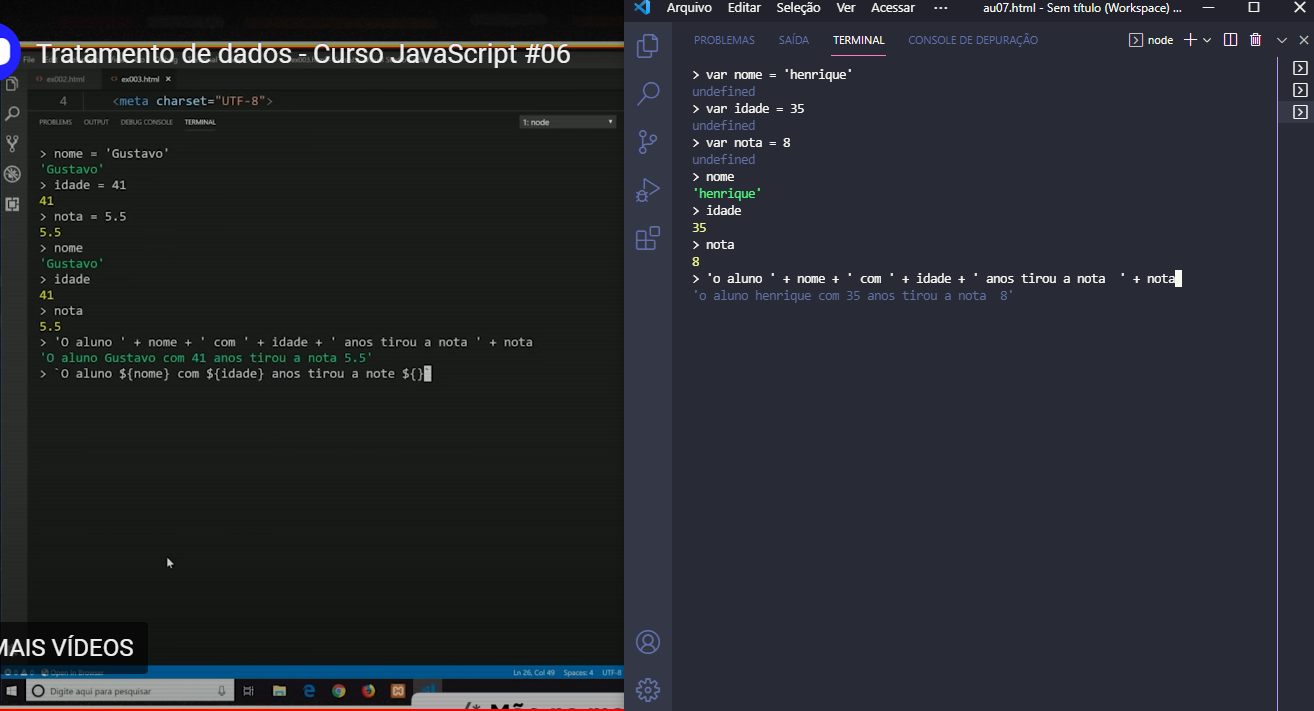 Tratamento de dados - Curso JavaScript #06
ex002.html
ex003.html ×
4 <meta charset="UTF-8">
PROBLEMS OUTPUT DEBUG CONSOLE TERMINAL
1: node
> nome = 'Gustavo'
'Gustavo'
> idade = 41
41
> nota = 5.5
5.5
> nome
'Gustavo'
> idade
41
> nota
5.5
> 'O aluno ' + nome + ' com ' + idade + ' anos tirou a nota ' + nota
'O aluno Gustavo com 41 anos tirou a nota 5.5'
> `O aluno ${nome} com ${idade} anos tirou a note ${}`
MAIS VÍDEOS
Open In Browser
Ln 26, Col 49 Spaces: 4 UTF-8
Digite aqui para pesquisar
Arquivo Editar Seleção Ver Acessar ··· au07.html - Sem título (Workspace) ...
PROBLEMAS SAÍDA TERMINAL CONSOLE DE DEPURAÇÃO
node
> var nome = 'henrique'
undefined
> var idade = 35
undefined
> var nota = 8
undefined
> nome
'henrique'
> idade
35
> nota
8
> 'o aluno ' + nome + ' com ' + idade + ' anos tirou a nota  ' + nota
'o aluno henrique com 35 anos tirou a nota  8'